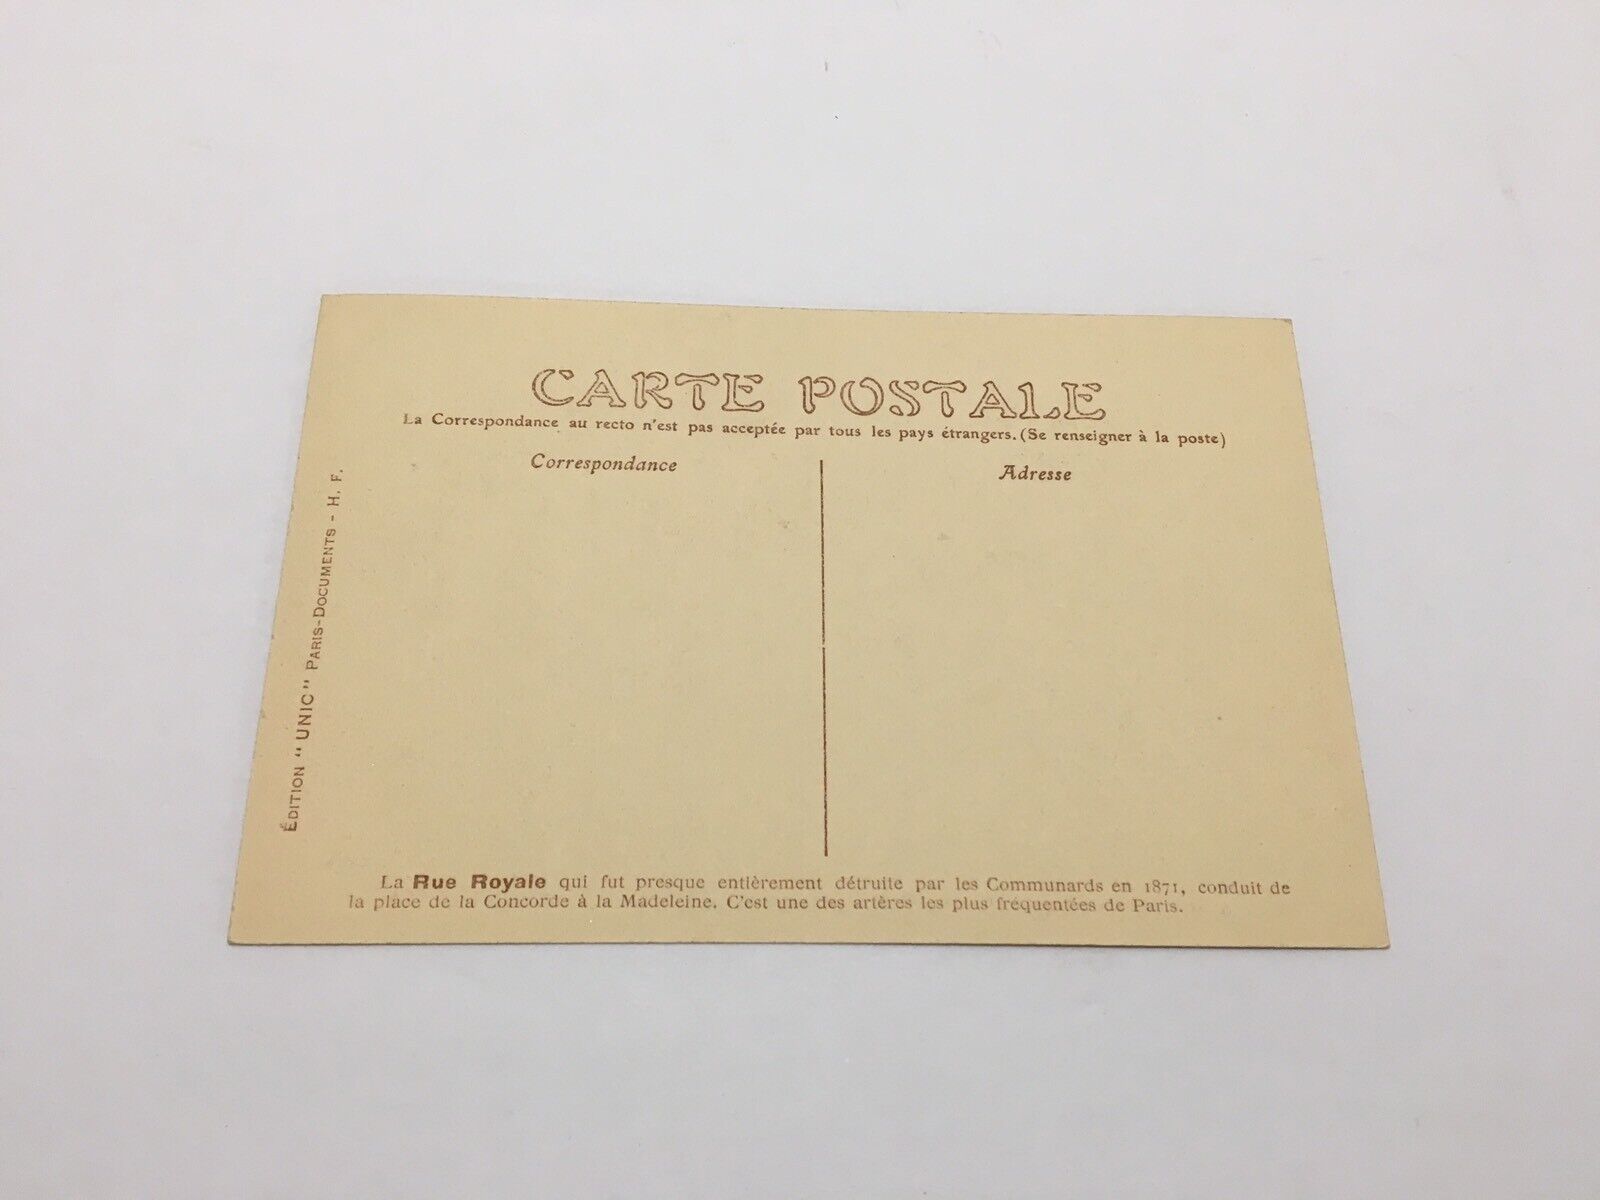 CARTE POSTALE
La Correspondance au recto n'est pas acceptée par tous les pays étrangers. (Se renseigner à la poste)
Correspondance
Adresse
ÉDITION "UNIC" PARIS-DOCUMENTS - H. F.
La Rue Royale qui fut presque entièrement détruite par les Communards en 1871, conduit de
la place de la Concorde à la Madeleine. C'est une des artères les plus fréquentées de Paris.